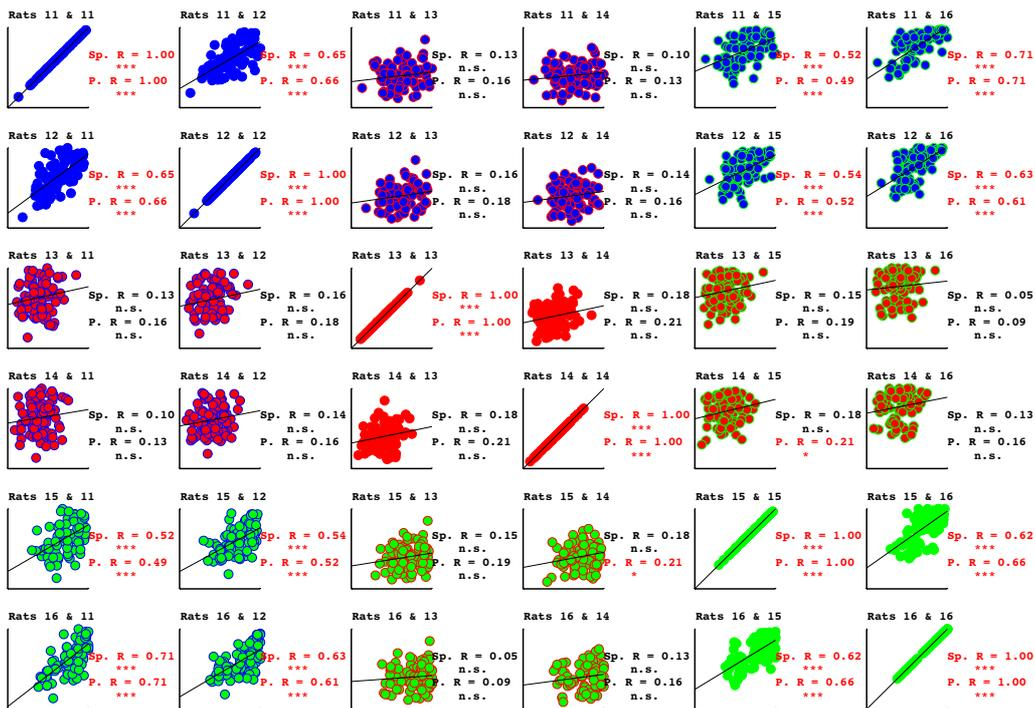 Rats 11 & 11
Sp. R = 1.00
***
P. R = 1.00
***
Rats 11 & 12
Sp. R = 0.65
***
P. R = 0.66
***
Rats 11 & 13
Sp. R = 0.13
n.s.
P. R = 0.16
n.s.
Rats 11 & 14
Sp. R = 0.10
n.s.
P. R = 0.13
n.s.
Rats 11 & 15
Sp. R = 0.52
***
P. R = 0.49
***
Rats 11 & 16
Sp. R = 0.71
***
P. R = 0.71
***
Rats 12 & 11
Sp. R = 0.65
***
P. R = 0.66
***
Rats 12 & 12
Sp. R = 1.00
***
P. R = 1.00
***
Rats 12 & 13
Sp. R = 0.16
n.s.
P. R = 0.18
n.s.
Rats 12 & 14
Sp. R = 0.14
n.s.
P. R = 0.16
n.s.
Rats 12 & 15
Sp. R = 0.54
***
P. R = 0.52
***
Rats 12 & 16
Sp. R = 0.63
***
P. R = 0.61
***
Rats 13 & 11
Sp. R = 0.13
n.s.
P. R = 0.16
n.s.
Rats 13 & 12
Sp. R = 0.16
n.s.
P. R = 0.18
n.s.
Rats 13 & 13
Sp. R = 1.00
***
P. R = 1.00
***
Rats 13 & 14
Sp. R = 0.18
n.s.
P. R = 0.21
n.s.
Rats 13 & 15
Sp. R = 0.15
n.s.
P. R = 0.19
n.s.
Rats 13 & 16
Sp. R = 0.05
n.s.
P. R = 0.09
n.s.
Rats 14 & 11
Sp. R = 0.10
n.s.
P. R = 0.13
n.s.
Rats 14 & 12
Sp. R = 0.14
n.s.
P. R = 0.16
n.s.
Rats 14 & 13
Sp. R = 0.18
n.s.
P. R = 0.21
n.s.
Rats 14 & 14
Sp. R = 1.00
***
P. R = 1.00
***
Rats 14 & 15
Sp. R = 0.18
n.s.
P. R = 0.21
*
Rats 14 & 16
Sp. R = 0.13
n.s.
P. R = 0.16
n.s.
Rats 15 & 11
Sp. R = 0.52
***
P. R = 0.49
***
Rats 15 & 12
Sp. R = 0.54
***
P. R = 0.52
***
Rats 15 & 13
Sp. R = 0.15
n.s.
P. R = 0.19
n.s.
Rats 15 & 14
Sp. R = 0.18
n.s.
P. R = 0.21
*
Rats 15 & 15
Sp. R = 1.00
***
P. R = 1.00
***
Rats 15 & 16
Sp. R = 0.62
***
P. R = 0.66
***
Rats 16 & 11
Sp. R = 0.71
***
P. R = 0.71
***
Rats 16 & 12
Sp. R = 0.63
***
P. R = 0.61
***
Rats 16 & 13
Sp. R = 0.05
n.s.
P. R = 0.09
n.s.
Rats 16 & 14
Sp. R = 0.13
n.s.
P. R = 0.16
n.s.
Rats 16 & 15
Sp. R = 0.62
***
P. R = 0.66
***
Rats 16 & 16
Sp. R = 1.00
***
P. R = 1.00
***